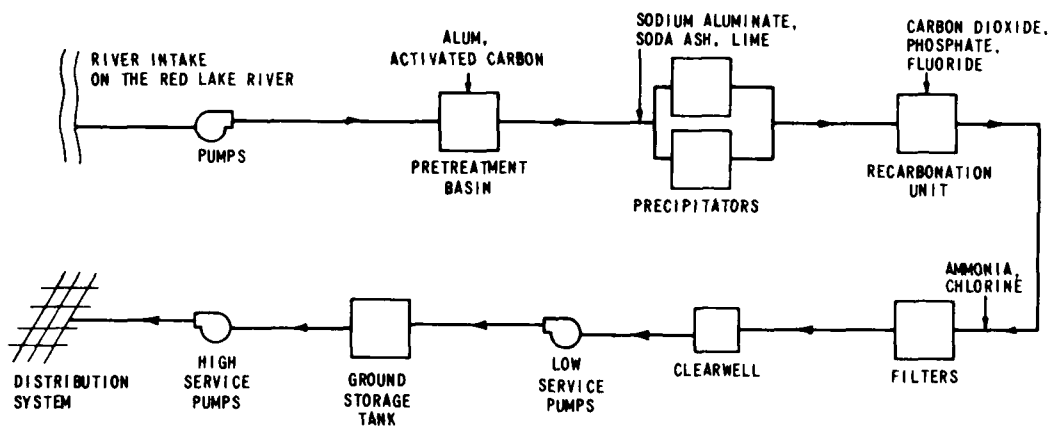 RIVER INTAKE
ON THE RED LAKE RIVER
PUMPS
ALUM,
ACTIVATED CARBON
PRETREATMENT
BASIN
SODIUM ALUMINATE,
SODA ASH, LIME
PRECIPITATORS
CARBON DIOXIDE,
PHOSPHATE,
FLUORIDE
RECARBONATION
UNIT
AMMONIA,
CHLORINE
FILTERS
CLEARWELL
LOW
SERVICE
PUMPS
GROUND
STORAGE
TANK
HIGH
SERVICE
PUMPS
DISTRIBUTION
SYSTEM